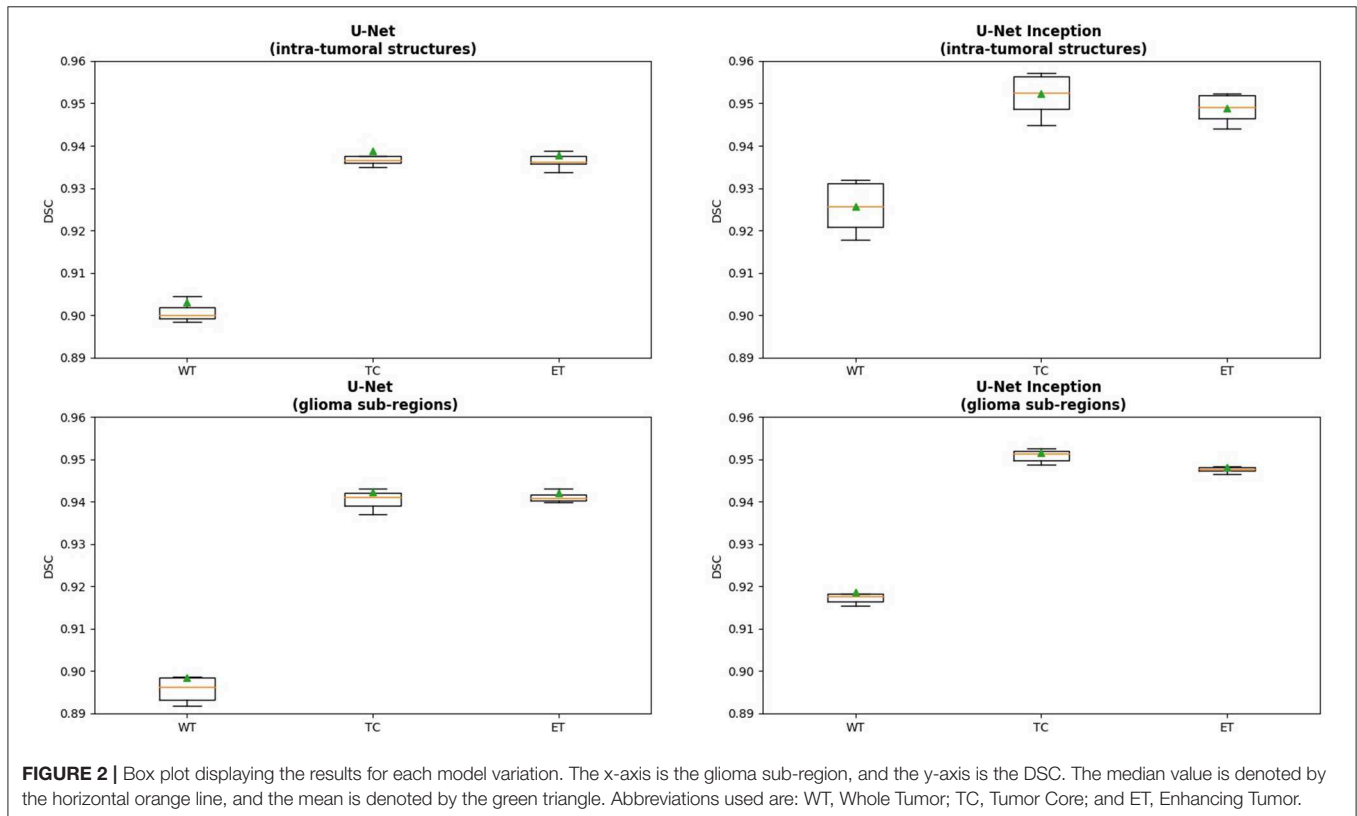 U-Net
(intra-tumoral structures)
0.96
0.95
0.94
0.93
0.92
0.91
0.90
0.89
DSC
WT TC ET
U-Net Inception
(intra-tumoral structures)
0.96
0.95
0.94
0.93
0.92
0.91
0.90
0.89
DSC
WT TC ET
U-Net
(glioma sub-regions)
0.96
0.95
0.94
0.93
0.92
0.91
0.90
0.89
DSC
WT TC ET
U-Net Inception
(glioma sub-regions)
0.96
0.95
0.94
0.93
0.92
0.91
0.90
0.89
DSC
WT TC ET
FIGURE 2 | Box plot displaying the results for each model variation. The x-axis is the glioma sub-region, and the y-axis is the DSC. The median value is denoted by
the horizontal orange line, and the mean is denoted by the green triangle. Abbreviations used are: WT, Whole Tumor; TC, Tumor Core; and ET, Enhancing Tumor.